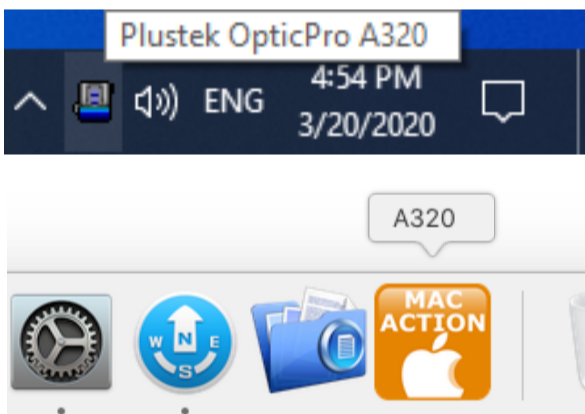 Plustek OpticPro A320
ENG
4:54 PM
3/20/2020
A320
W N E
S
MAC
ACTION